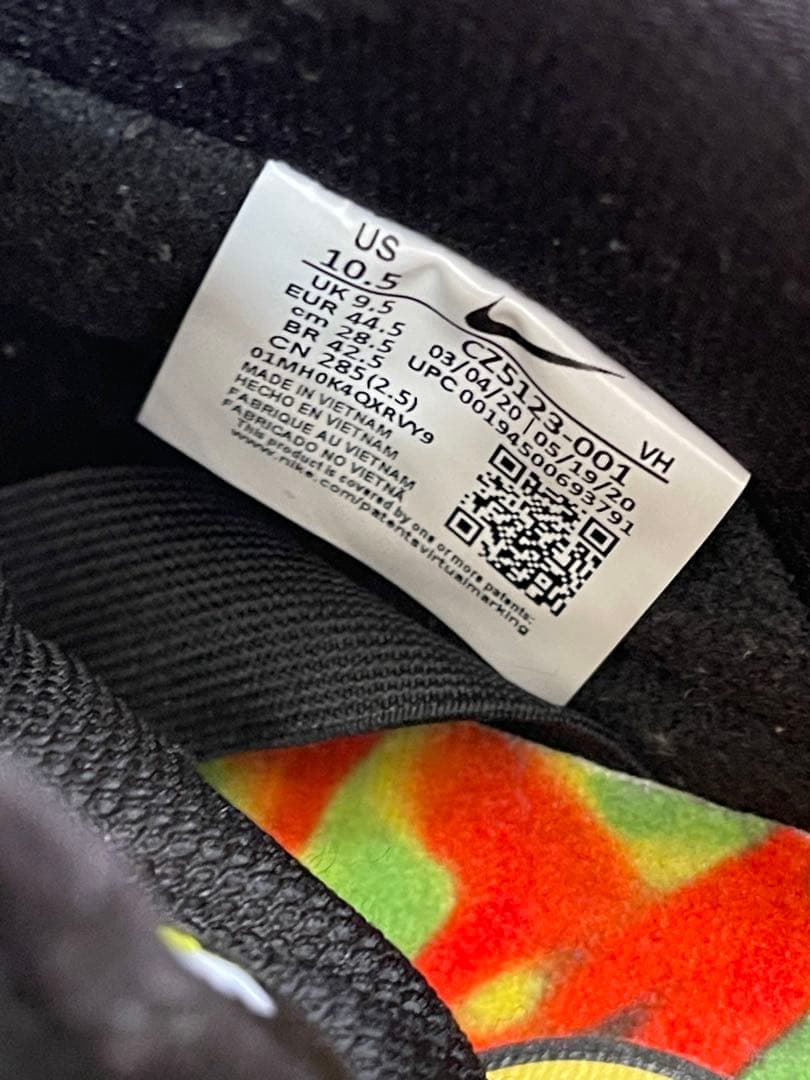 US
10.5
UK 9.5
EUR 44.5
cm 28.5
BR 42.5
CN 285(2.5)
01MH0K4QXRVY9
MADE IN VIETNAM
HECHO EN VIETNAM
FABRIQUE AU VIETNAM
FABRICADO NO VIETNÃ
This product is covered by one or more patents:
www.nike.com/patentsvirtualmarking
CZ5123-001 VH
03/04/20 | 05/19/20
UPC 00194500693791